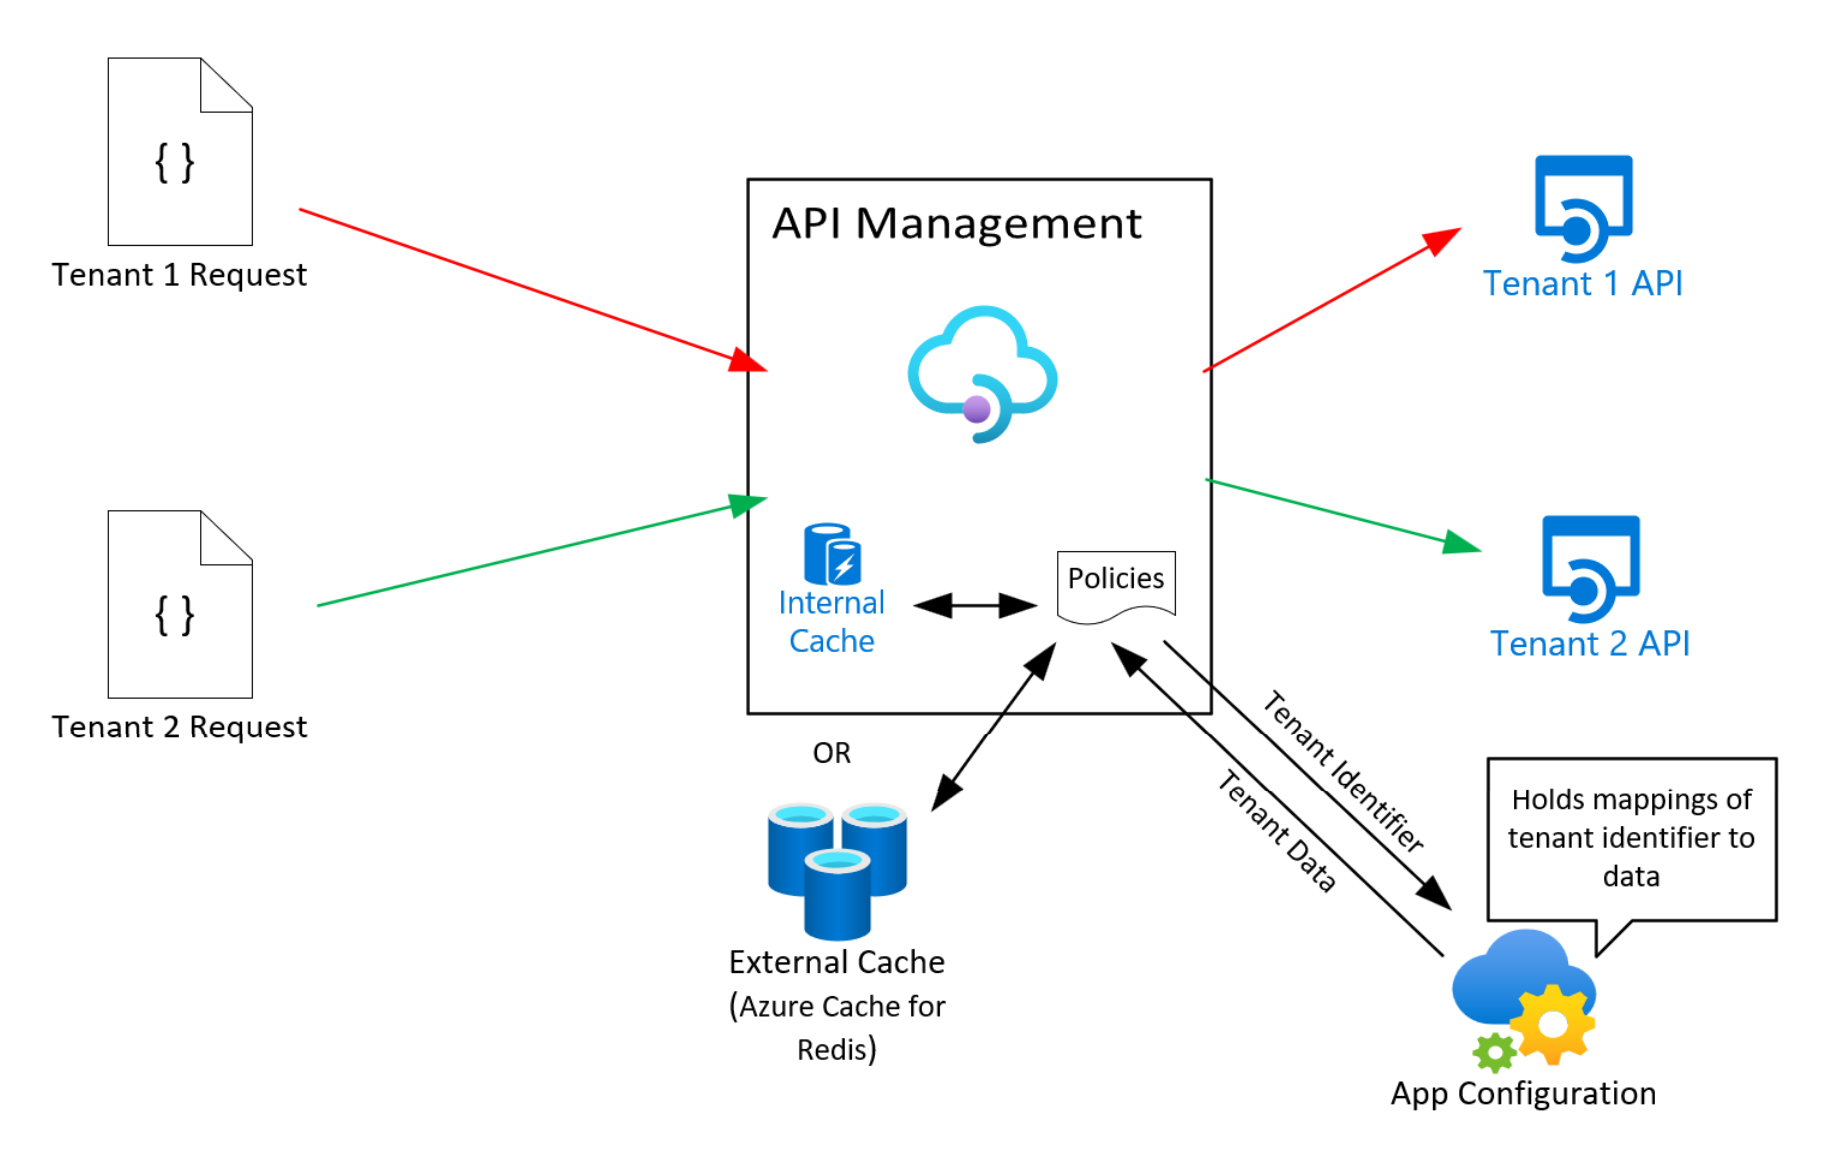 { }
Tenant 1 Request
API Management
Tenant 1 API
{ }
Tenant 2 Request
Internal
Cache
Policies
Tenant 2 API
OR
Tenant Identifier
Tenant Data
Holds mappings of
tenant identifier to
data
External Cache
(Azure Cache for
Redis)
App Configuration